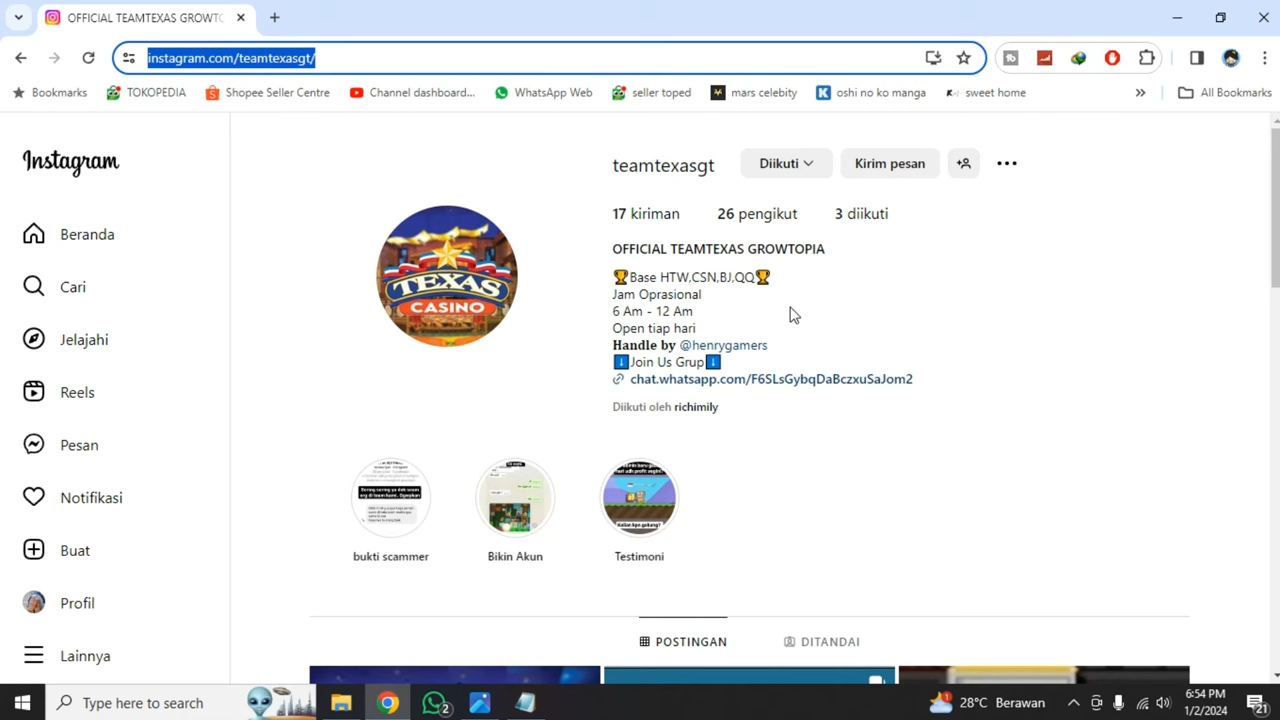 OFFICIAL TEAMTEXAS GROWTO
instagram.com/teamtexasgt/
Bookmarks
TOKOPEDIA
Shopee Seller Centre
Channel dashboard...
WhatsApp Web
seller toped
mars celebity
oshi no ko manga
sweet home
All Bookmarks
Instagram
Beranda
Cari
Jelajahi
Reels
Pesan
Notifikasi
Buat
Profil
Lainnya
teamtexasgt
Diikuti
Kirim pesan
17 kiriman
26 pengikut
3 diikuti
TEXAS
CASINO
OFFICIAL TEAMTEXAS GROWTOPIA
🏆Base HTW,CSN,BJ,QQ🏆
Jam Oprasional
6 Am - 12 Am
Open tiap hari
Handle by @henrygamers
⬇️Join Us Grup⬇️
chat.whatsapp.com/F6SLsGybqDaBczxuSaJom2
Diikuti oleh richimily
bukti scammer
Bikin Akun
Testimoni
POSTINGAN
DITANDAI
Type here to search
2
28°C Berawan
6:54 PM
1/2/2024
21